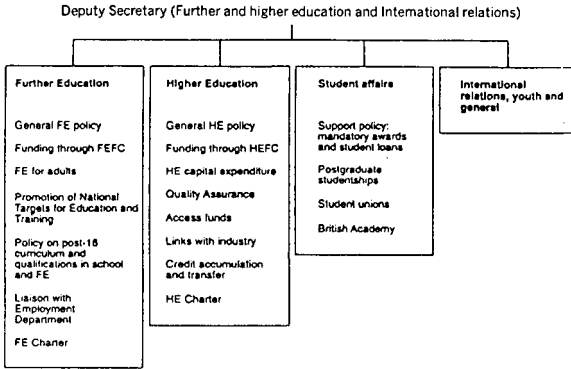 Deputy Secretary (Further and higher education and International relations)
Further Education
General FE policy
Funding through FEFC
FE for adults
Promotion of National
Targets for Education and
Training
Policy on post-16
curriculum and
qualifications in school
and FE
Liaison with
Employment
Department
FE Charter
Higher Education
General HE policy
Funding through HEFC
HE capital expenditure
Quality Assurance
Access funds
Links with industry
Credit accumulation
and transfer
HE Charter
Student affairs
Support policy:
mandatory awards
and student loans
Postgraduate
studentships
Student unions
British Academy
International
relations, youth and
general